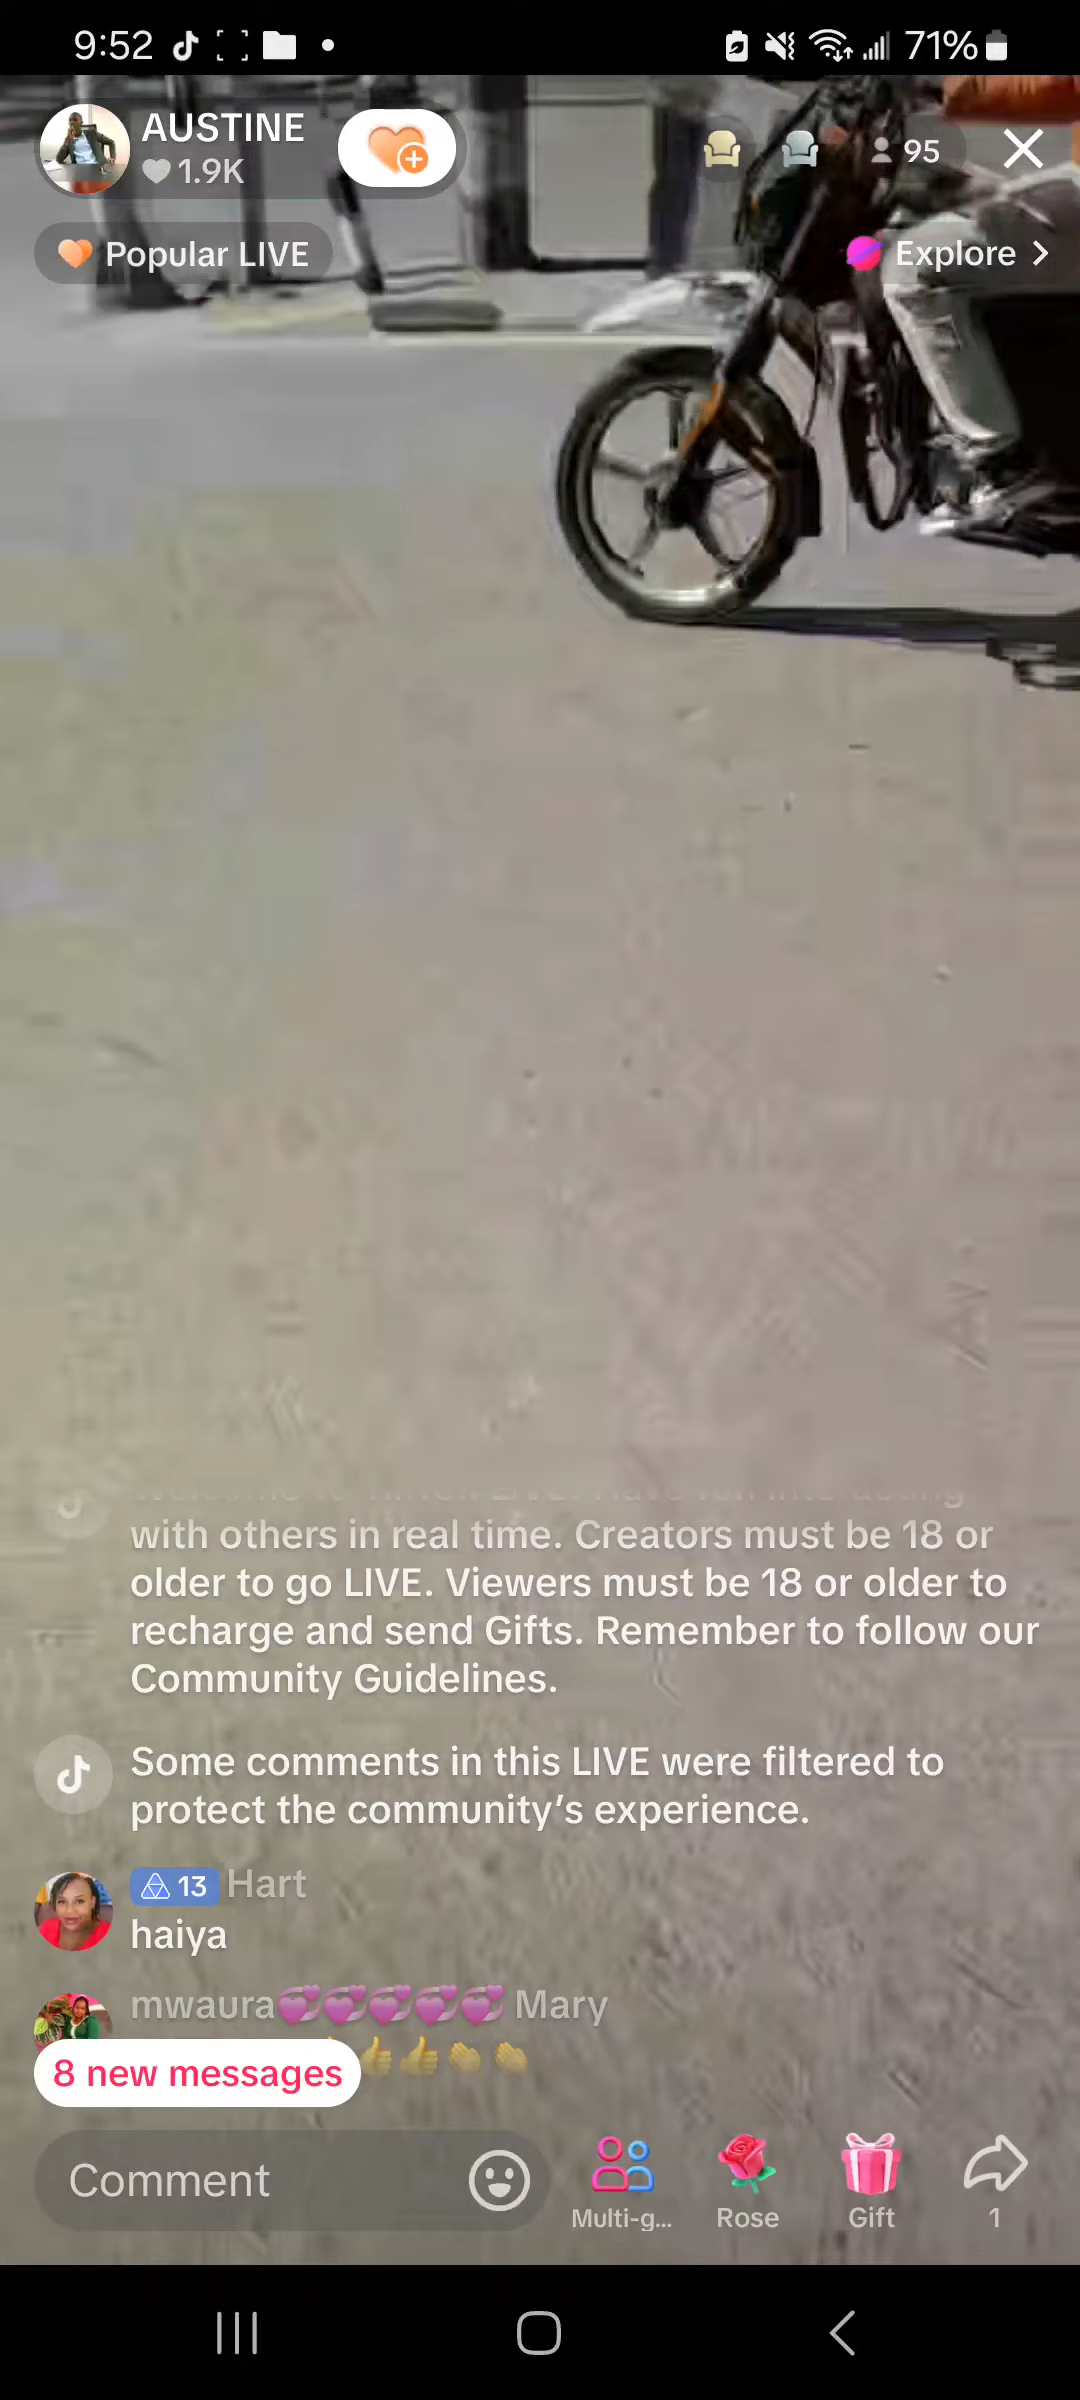 9:52
71%
AUSTINE
1.9K
95
Popular LIVE
Explore
with others in real time. Creators must be 18 or
older to go LIVE. Viewers must be 18 or older to
recharge and send Gifts. Remember to follow our
Community Guidelines.
Some comments in this LIVE were filtered to
protect the community’s experience.
13 Hart
haiya
mwaura💞💞💞💞💞 Mary
👍👍👏👏
8 new messages
Comment
Multi-g...
Rose
Gift
1